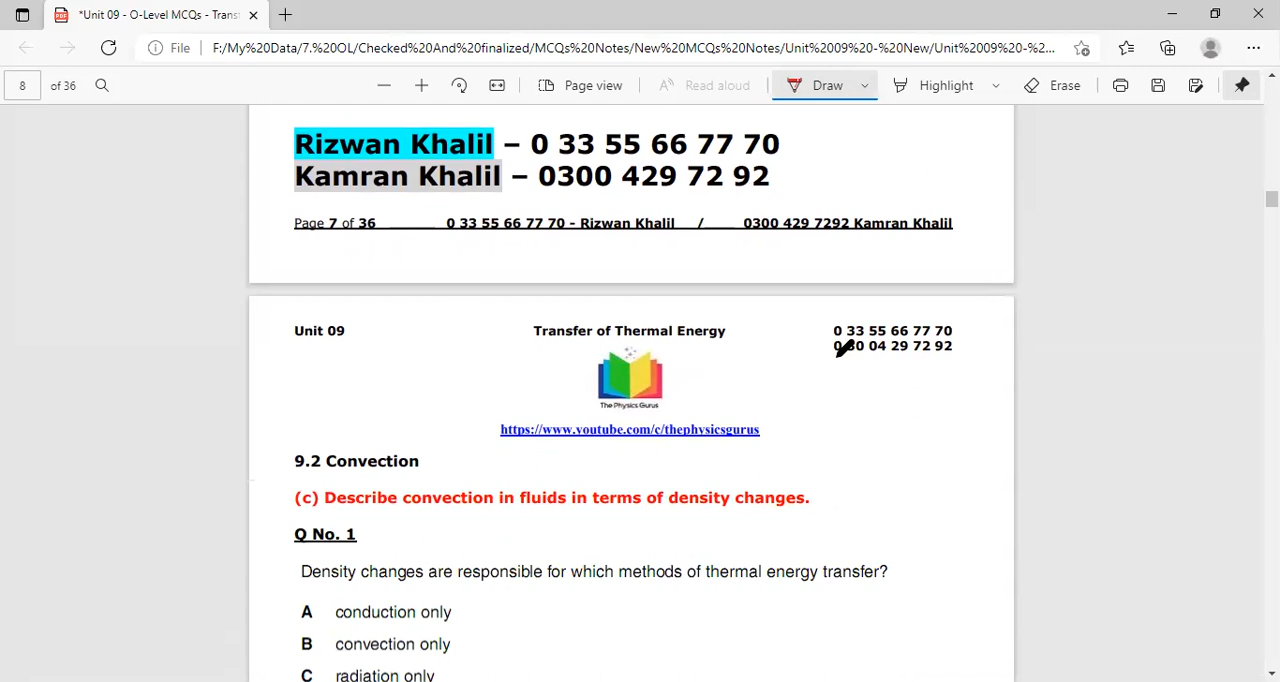 *Unit 09 - O-Level MCQs - Trans
File F:/My%20Data/7.%20OL/Checked%20And%20finalized/MCQs%20Notes/New%20MCQs%20Notes/Unit%2009%20-%20New/Unit%2009%20-%2...
8 of 36 Page view Read aloud Draw Highlight Erase
Rizwan Khalil – 0 33 55 66 77 70
Kamran Khalil – 0300 429 72 92
Page 7 of 36 ______ 0 33 55 66 77 70 - Rizwan Khalil /____ 0300 429 7292 Kamran Khalil
Unit 09 Transfer of Thermal Energy 0 33 55 66 77 70
0 30 04 29 72 92
The Physics Gurus
https://www.youtube.com/c/thephysicsgurus
9.2 Convection
(c) Describe convection in fluids in terms of density changes.
Q No. 1
Density changes are responsible for which methods of thermal energy transfer?
A conduction only
B convection only
C radiation only